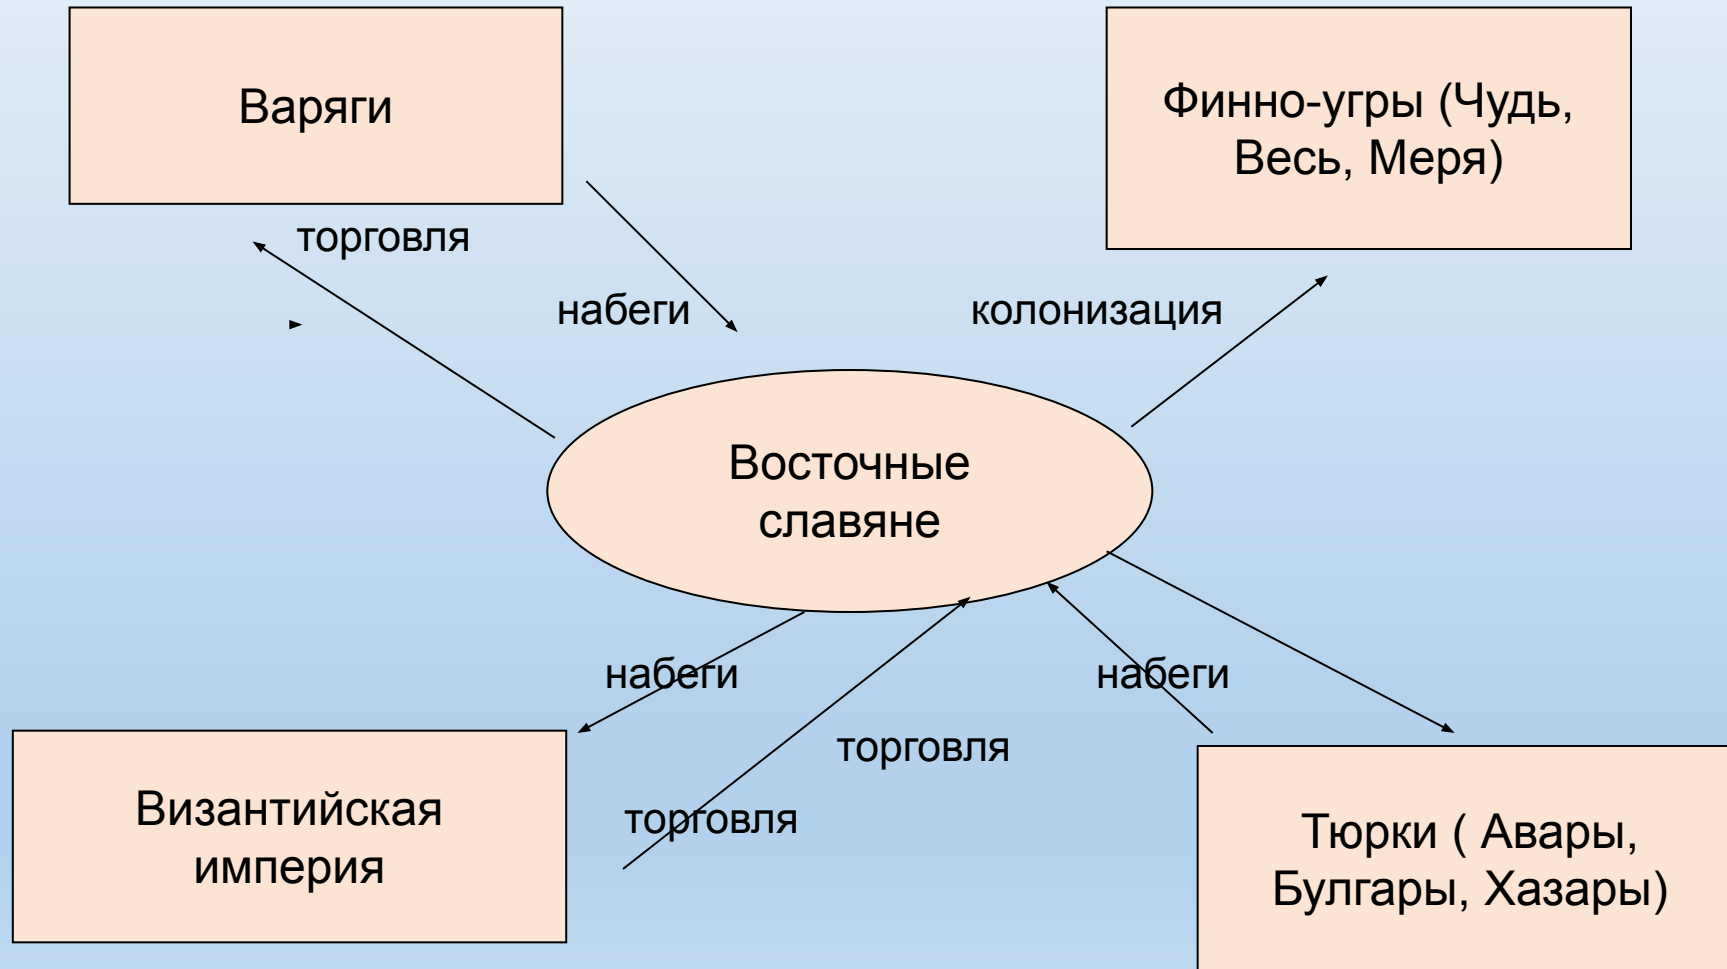 Варяги
Финно-угры (Чудь,
Весь, Меря)
торговля
набеги
колонизация
Восточные
славяне
набеги
набеги
торговля
торговля
Византийская
империя
Тюрки ( Авары,
Булгары, Хазары)